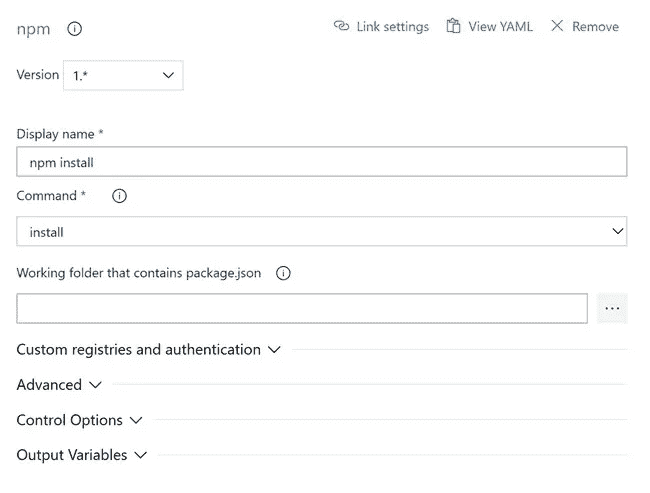 npm Link settings View YAML Remove
Version 1.*
Display name *
npm install
Command *
install
Working folder that contains package.json
...
Custom registries and authentication
Advanced
Control Options
Output Variables